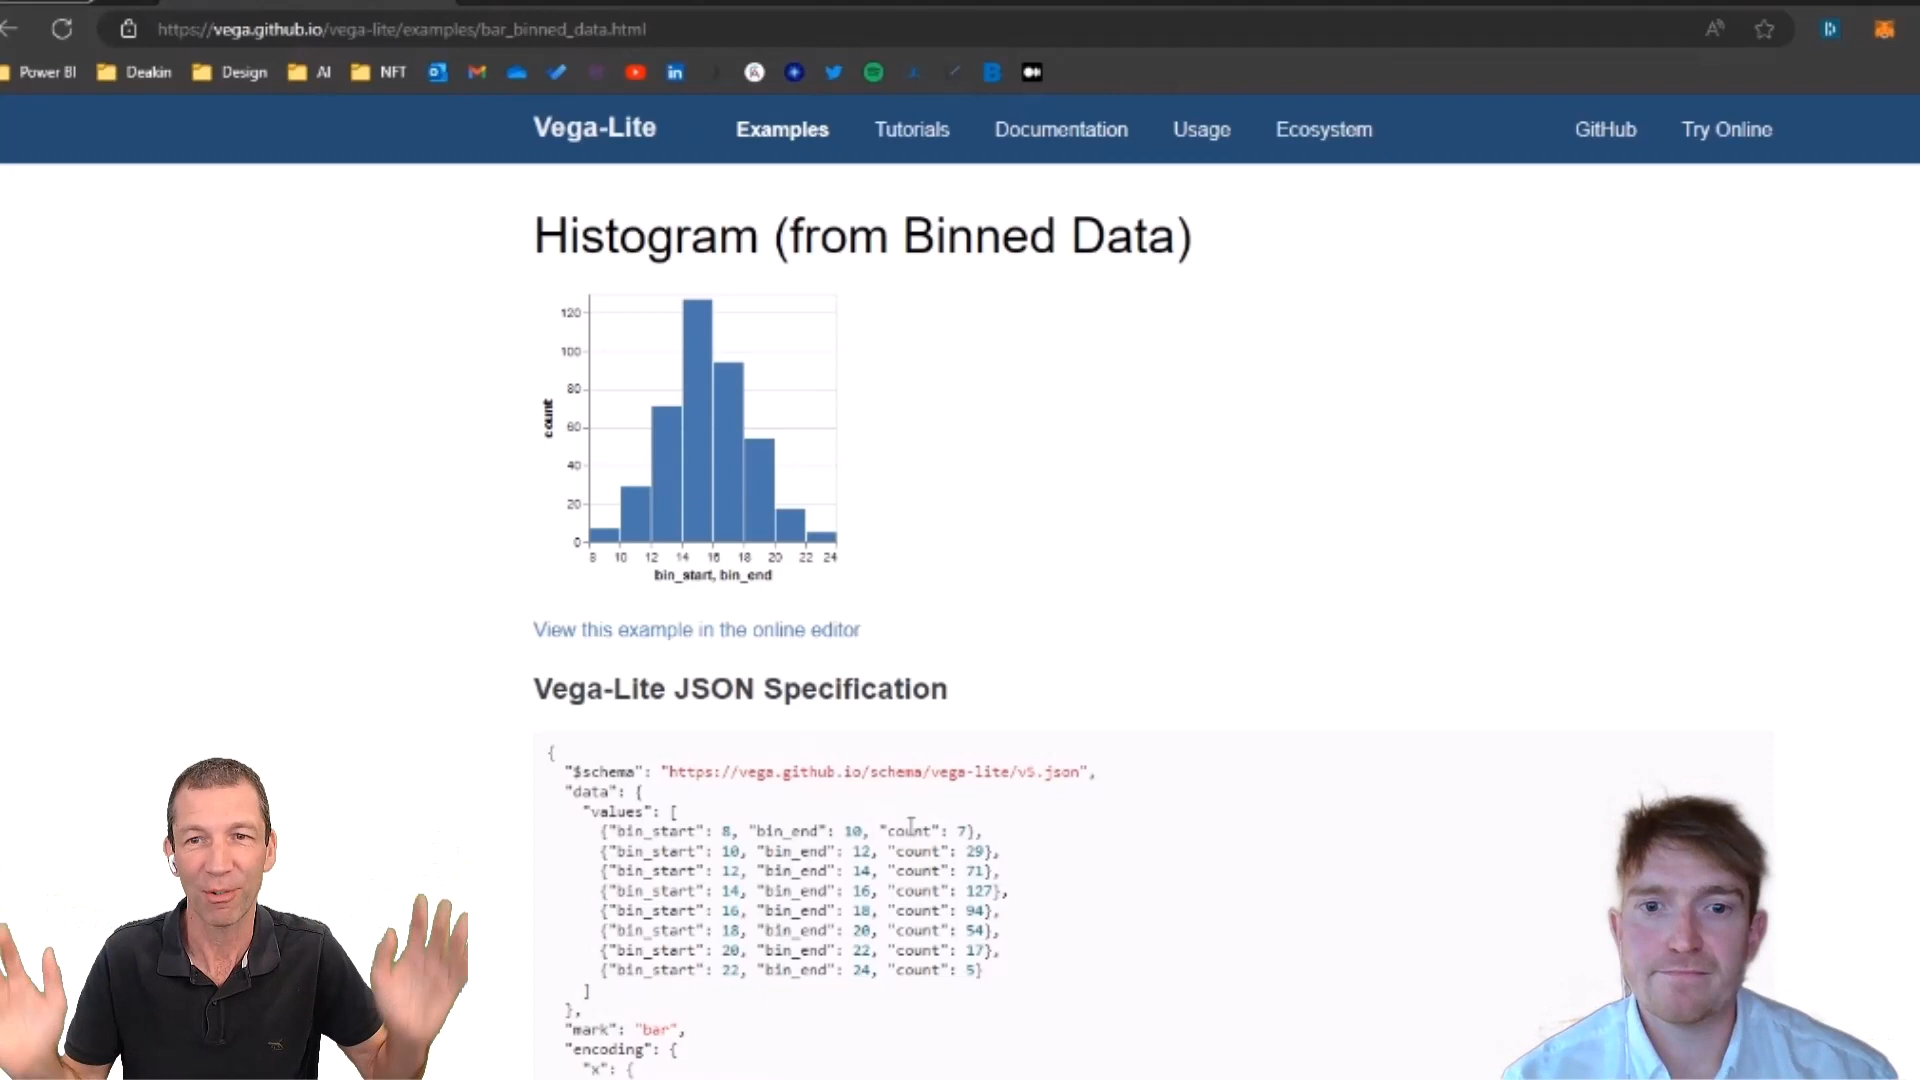 https://vega.github.io/vega-lite/examples/bar_binned_data.html
Power BI Deakin Design AI NFT
Vega-Lite Examples Tutorials Documentation Usage Ecosystem GitHub Try Online
Histogram (from Binned Data)
120
100
80
60
40
20
0
count
8 10 12 14 16 18 20 22 24
bin_start, bin_end
View this example in the online editor
Vega-Lite JSON Specification
{
"$schema": "https://vega.github.io/schema/vega-lite/v5.json",
"data": {
"values": [
{"bin_start": 8, "bin_end": 10, "count": 7},
{"bin_start": 10, "bin_end": 12, "count": 29},
{"bin_start": 12, "bin_end": 14, "count": 71},
{"bin_start": 14, "bin_end": 16, "count": 127},
{"bin_start": 16, "bin_end": 18, "count": 94},
{"bin_start": 18, "bin_end": 20, "count": 54},
{"bin_start": 20, "bin_end": 22, "count": 17},
{"bin_start": 22, "bin_end": 24, "count": 5}
]
},
"mark": "bar",
"encoding": {
"x": {